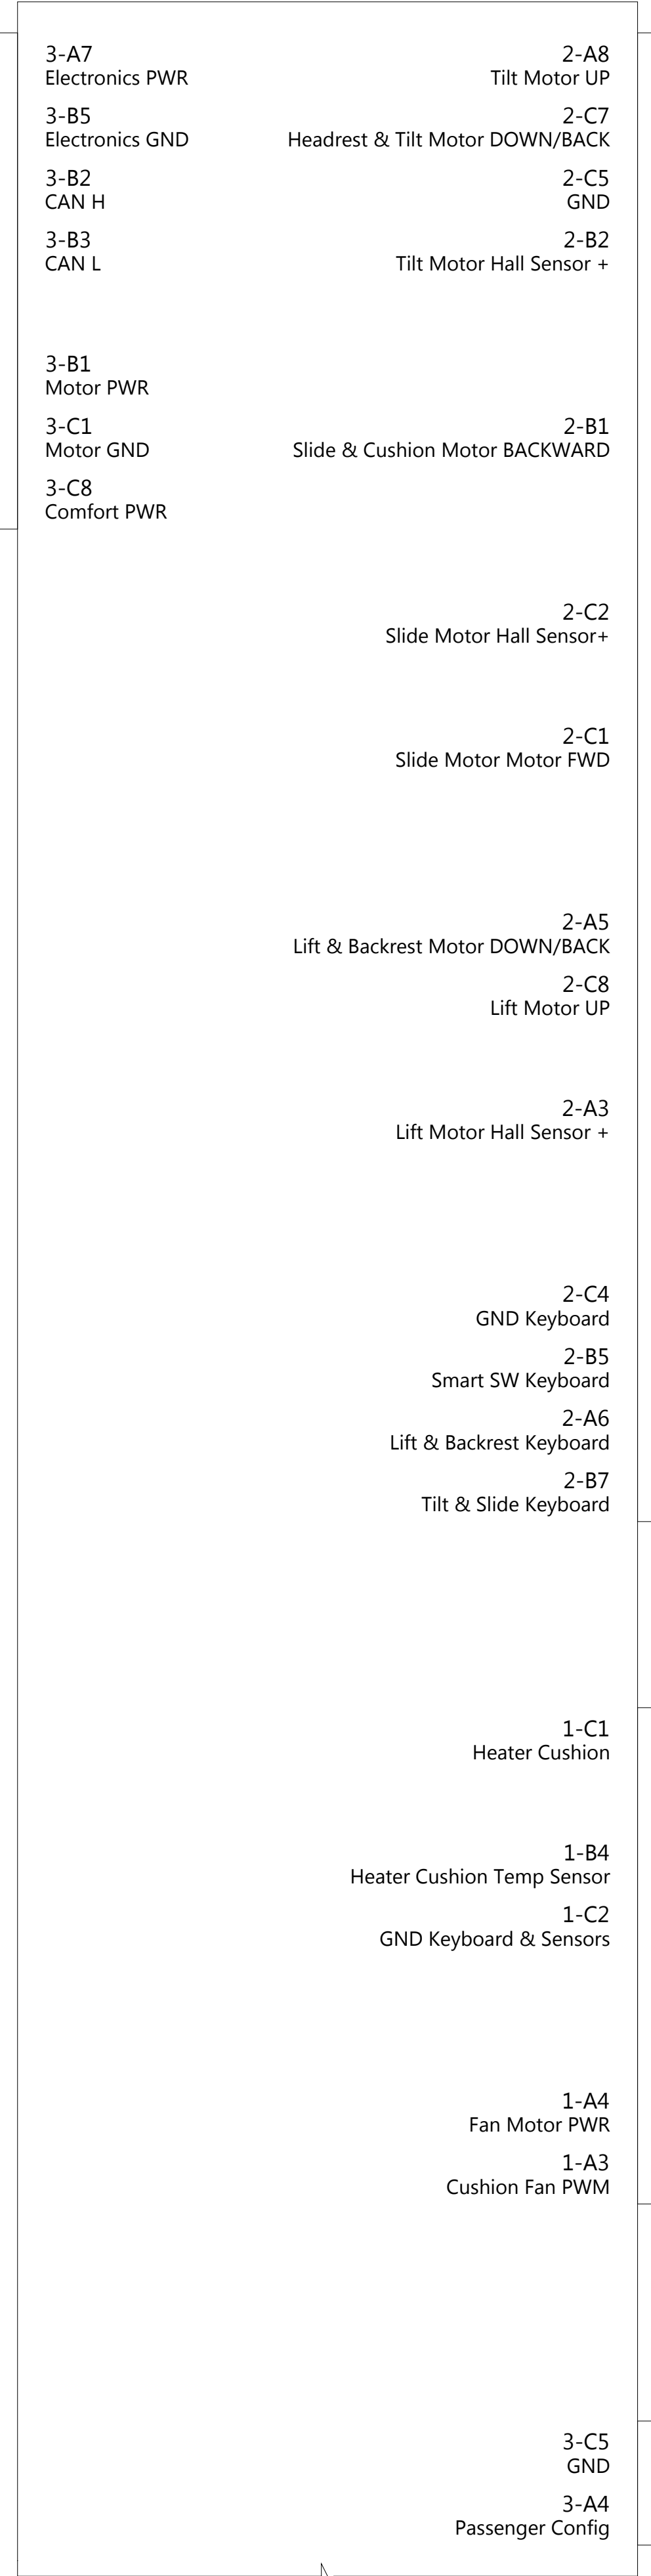 3-A7
Electronics PWR
3-B5
Electronics GND
3-B2
CAN H
3-B3
CAN L
3-B1
Motor PWR
3-C1
Motor GND
3-C8
Comfort PWR
2-A8
Tilt Motor UP
2-C7
Headrest & Tilt Motor DOWN/BACK
2-C5
GND
2-B2
Tilt Motor Hall Sensor +
2-B1
Slide & Cushion Motor BACKWARD
2-C2
Slide Motor Hall Sensor+
2-C1
Slide Motor Motor FWD
2-A5
Lift & Backrest Motor DOWN/BACK
2-C8
Lift Motor UP
2-A3
Lift Motor Hall Sensor +
2-C4
GND Keyboard
2-B5
Smart SW Keyboard
2-A6
Lift & Backrest Keyboard
2-B7
Tilt & Slide Keyboard
1-C1
Heater Cushion
1-B4
Heater Cushion Temp Sensor
1-C2
GND Keyboard & Sensors
1-A4
Fan Motor PWR
1-A3
Cushion Fan PWM
3-C5
GND
3-A4
Passenger Config